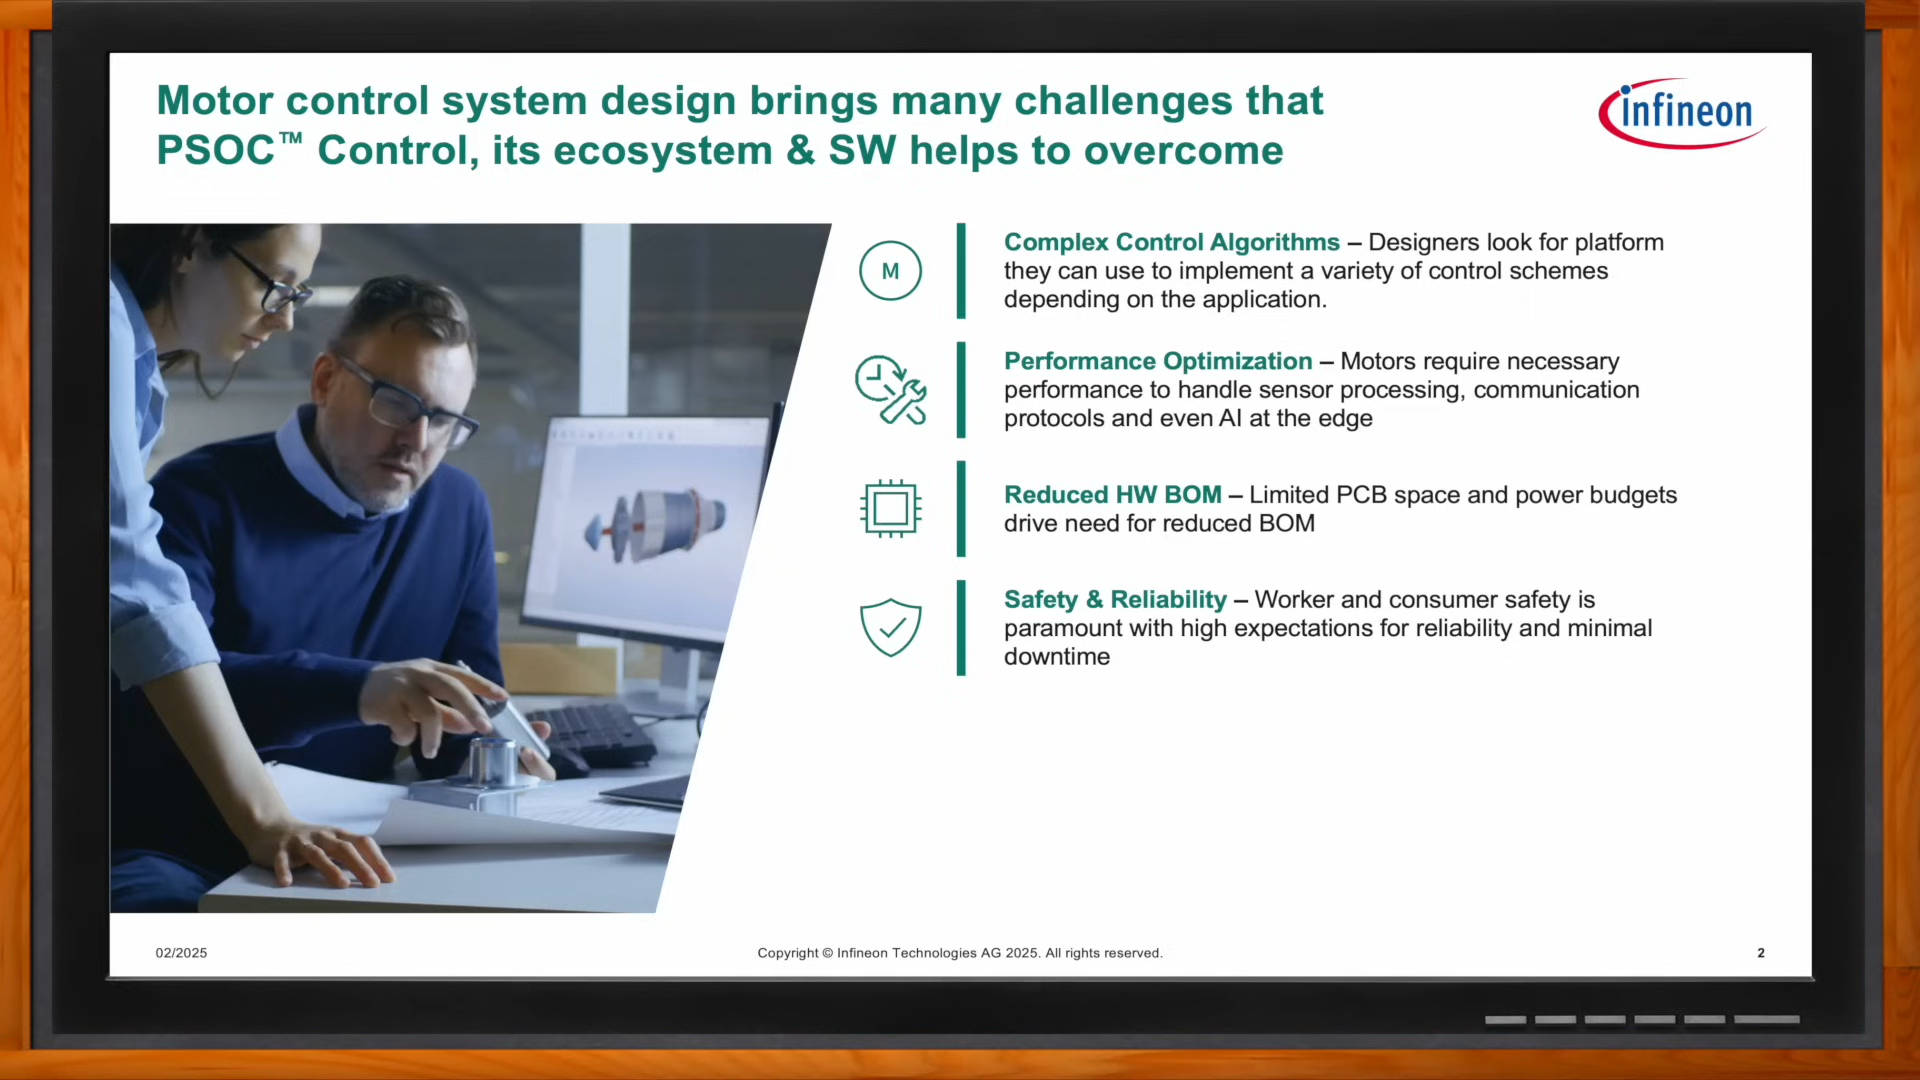 Motor control system design brings many challenges that
PSOC™ Control, its ecosystem & SW helps to overcome
infineon
M
Complex Control Algorithms – Designers look for platform
they can use to implement a variety of control schemes
depending on the application.
Performance Optimization – Motors require necessary
performance to handle sensor processing, communication
protocols and even AI at the edge
Reduced HW BOM – Limited PCB space and power budgets
drive need for reduced BOM
Safety & Reliability – Worker and consumer safety is
paramount with high expectations for reliability and minimal
downtime
02/2025
Copyright © Infineon Technologies AG 2025. All rights reserved.
2